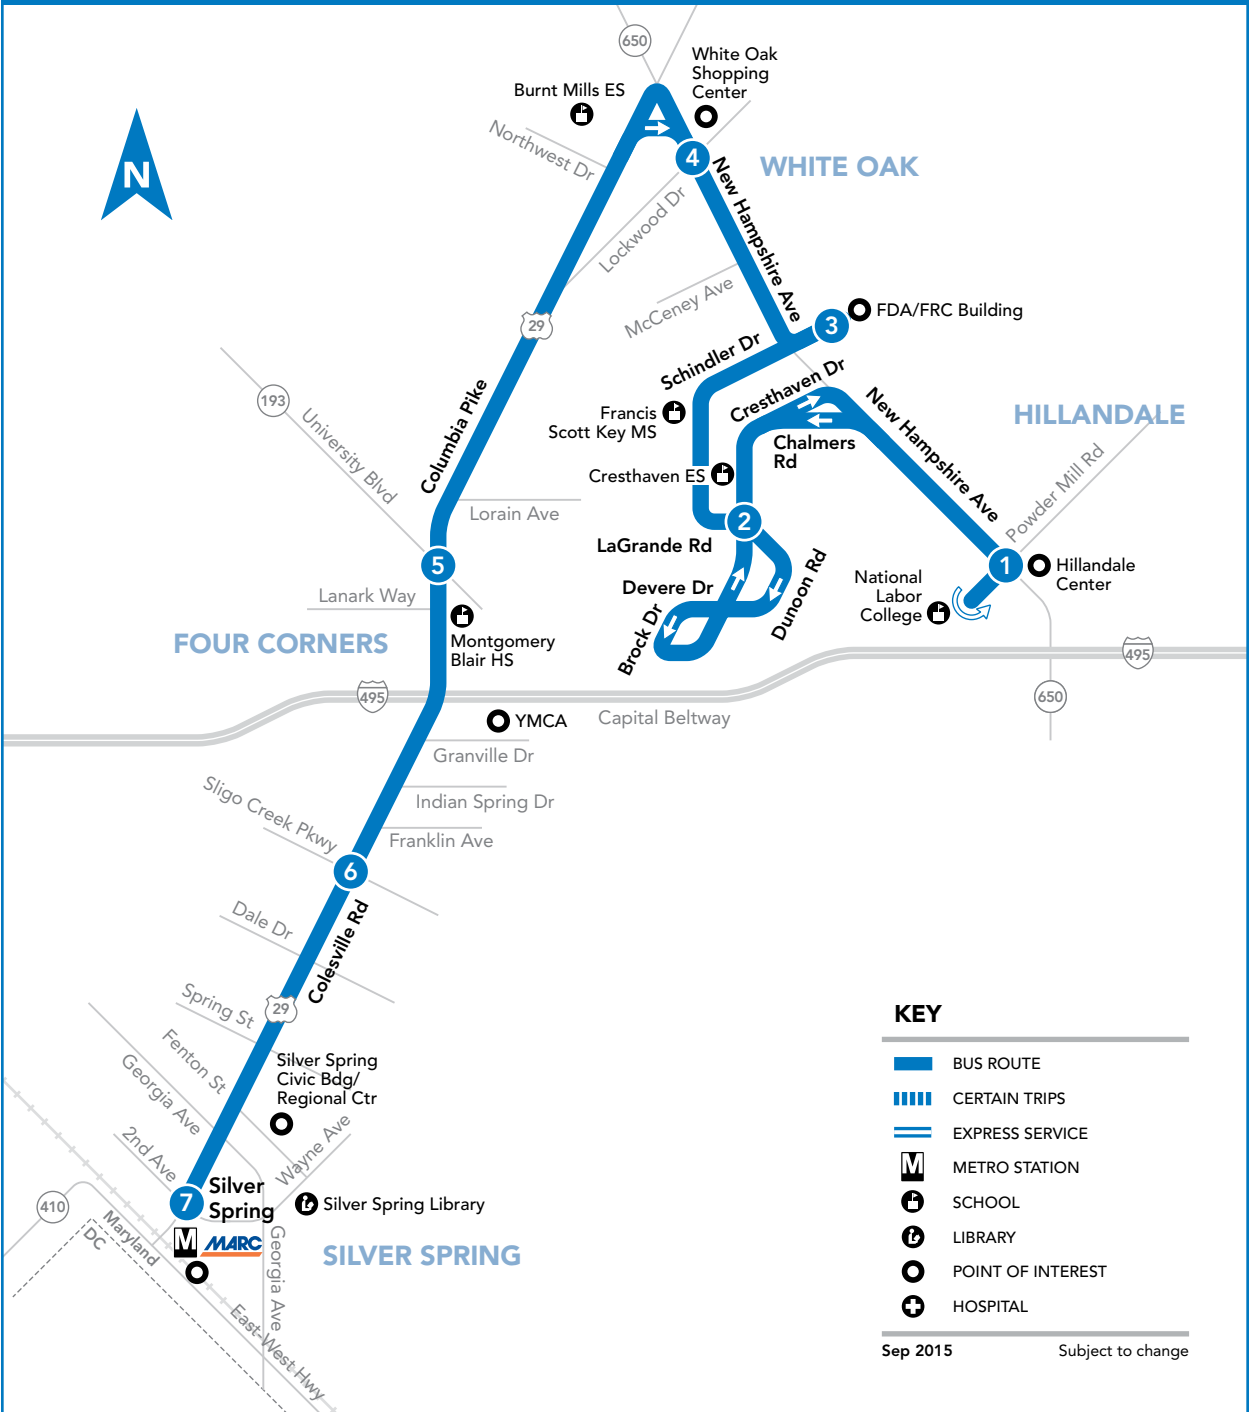 650
White Oak
Shopping
Center
Burnt Mills ES
Northwest Dr
N
4
WHITE OAK
New Hampshire Ave
Lockwood Dr
McCeney Ave
29
3
FDA/FRC Building
Schindler Dr
Cresthaven Dr
193
University Blvd
Columbia Pike
Francis
Scott Key MS
Chalmers
Rd
New Hampshire Ave
HILLANDALE
Powder Mill Rd
Cresthaven ES
Lorain Ave
2
LaGrande Rd
5
1
Hillandale
Center
National
Labor
College
Devere Dr
Dunoon Rd
Brock Dr
Lanark Way
FOUR CORNERS
Montgomery
Blair HS
495
495
650
YMCA
Capital Beltway
Granville Dr
Indian Spring Dr
Franklin Ave
Sligo Creek Pkwy
6
Dale Dr
Colesville Rd
Spring St
29
Fenton St
Georgia Ave
Silver Spring
Civic Bdg/
Regional Ctr
Wayne Ave
2nd Ave
7
Silver
Spring
Silver Spring Library
410
Maryland
DC
M
MARC
Georgia Ave
SILVER SPRING
East-West Hwy
KEY
BUS ROUTE
CERTAIN TRIPS
EXPRESS SERVICE
M
METRO STATION
SCHOOL
LIBRARY
POINT OF INTEREST
HOSPITAL
Sep 2015
Subject to change